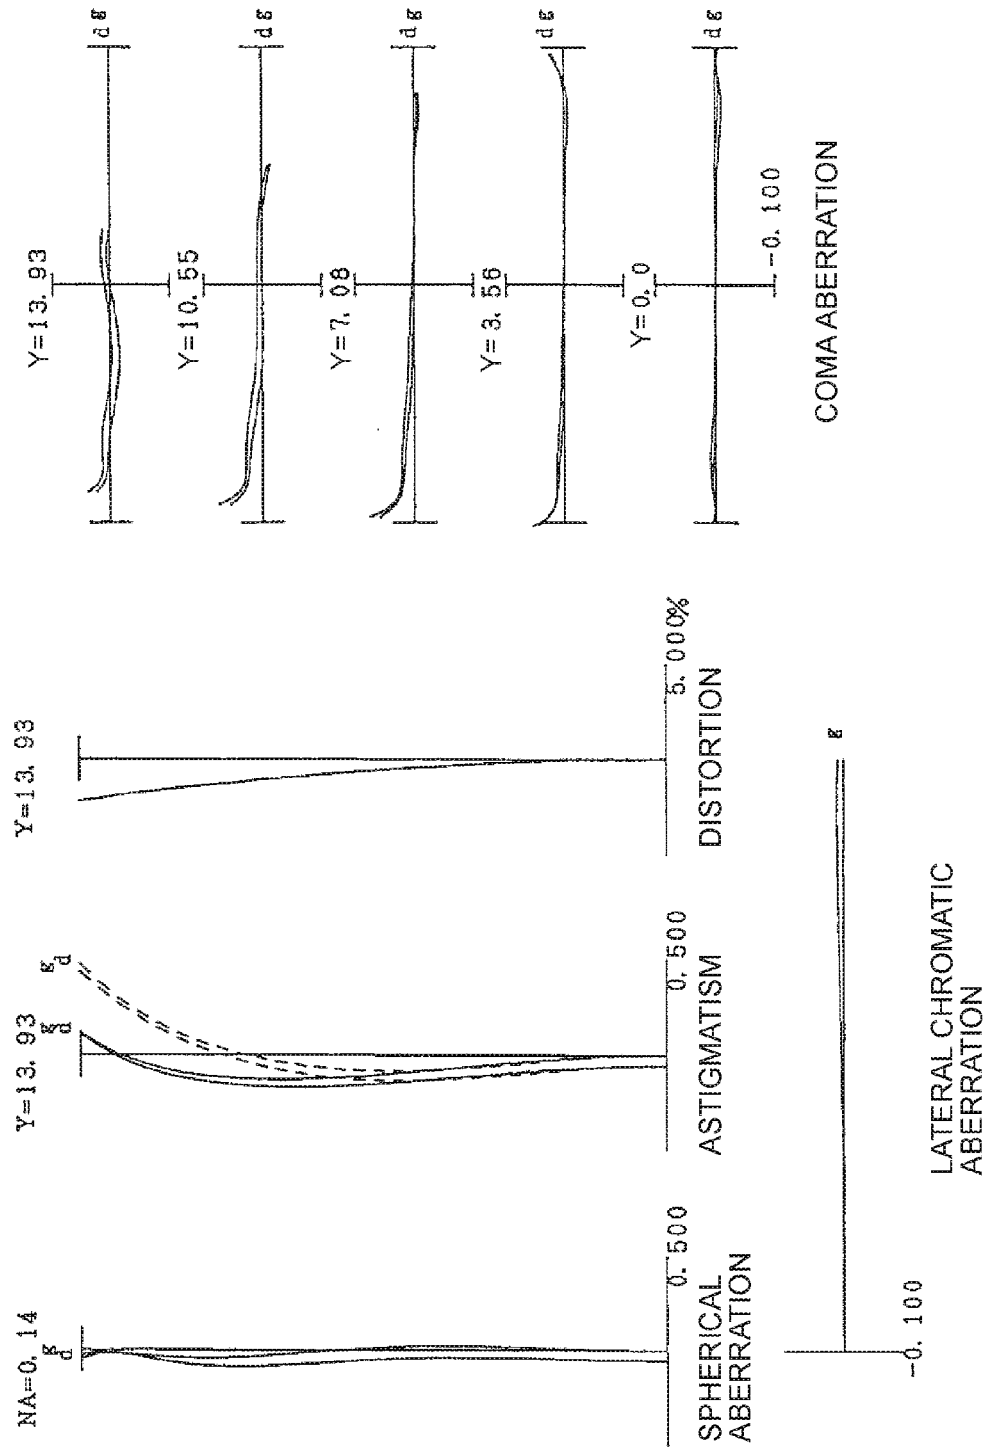 NA=0.14
g
d
SPHERICAL
ABERRATION
0.500
Y=13.93
g
d
g
d
ASTIGMATISM
0.500
Y=13.93
DISTORTION
5.000%
Y=13.93
d g
Y=10.55
d g
Y=7.08
d g
Y=3.56
d g
Y=0.0
d g
-0.100
COMA ABERRATION
g
-0.100
LATERAL CHROMATIC
ABERRATION